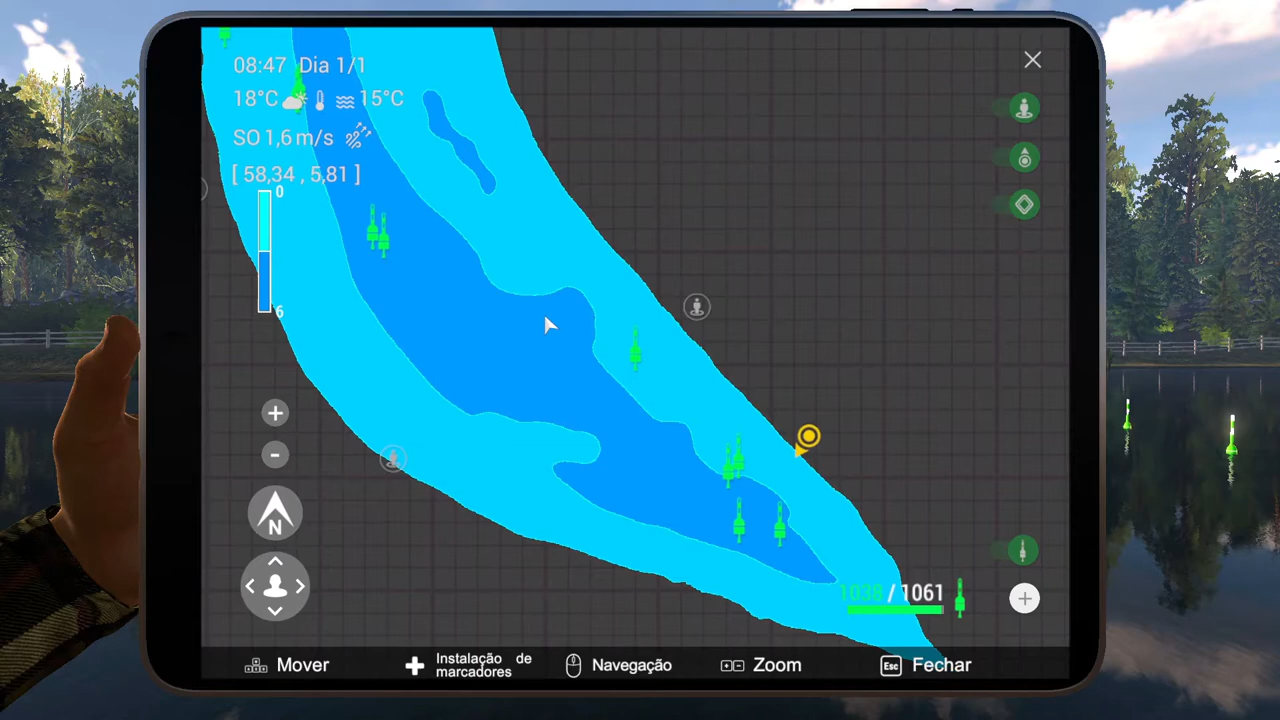 08:47 Dia 1/1
18°C 15°C
SO 1,6 m/s
[ 58,34 , 5,81 ]
0
6
+
-
N
1038 / 1061
Mover
Instalação de
marcadores
Navegação
Zoom
Esc Fechar